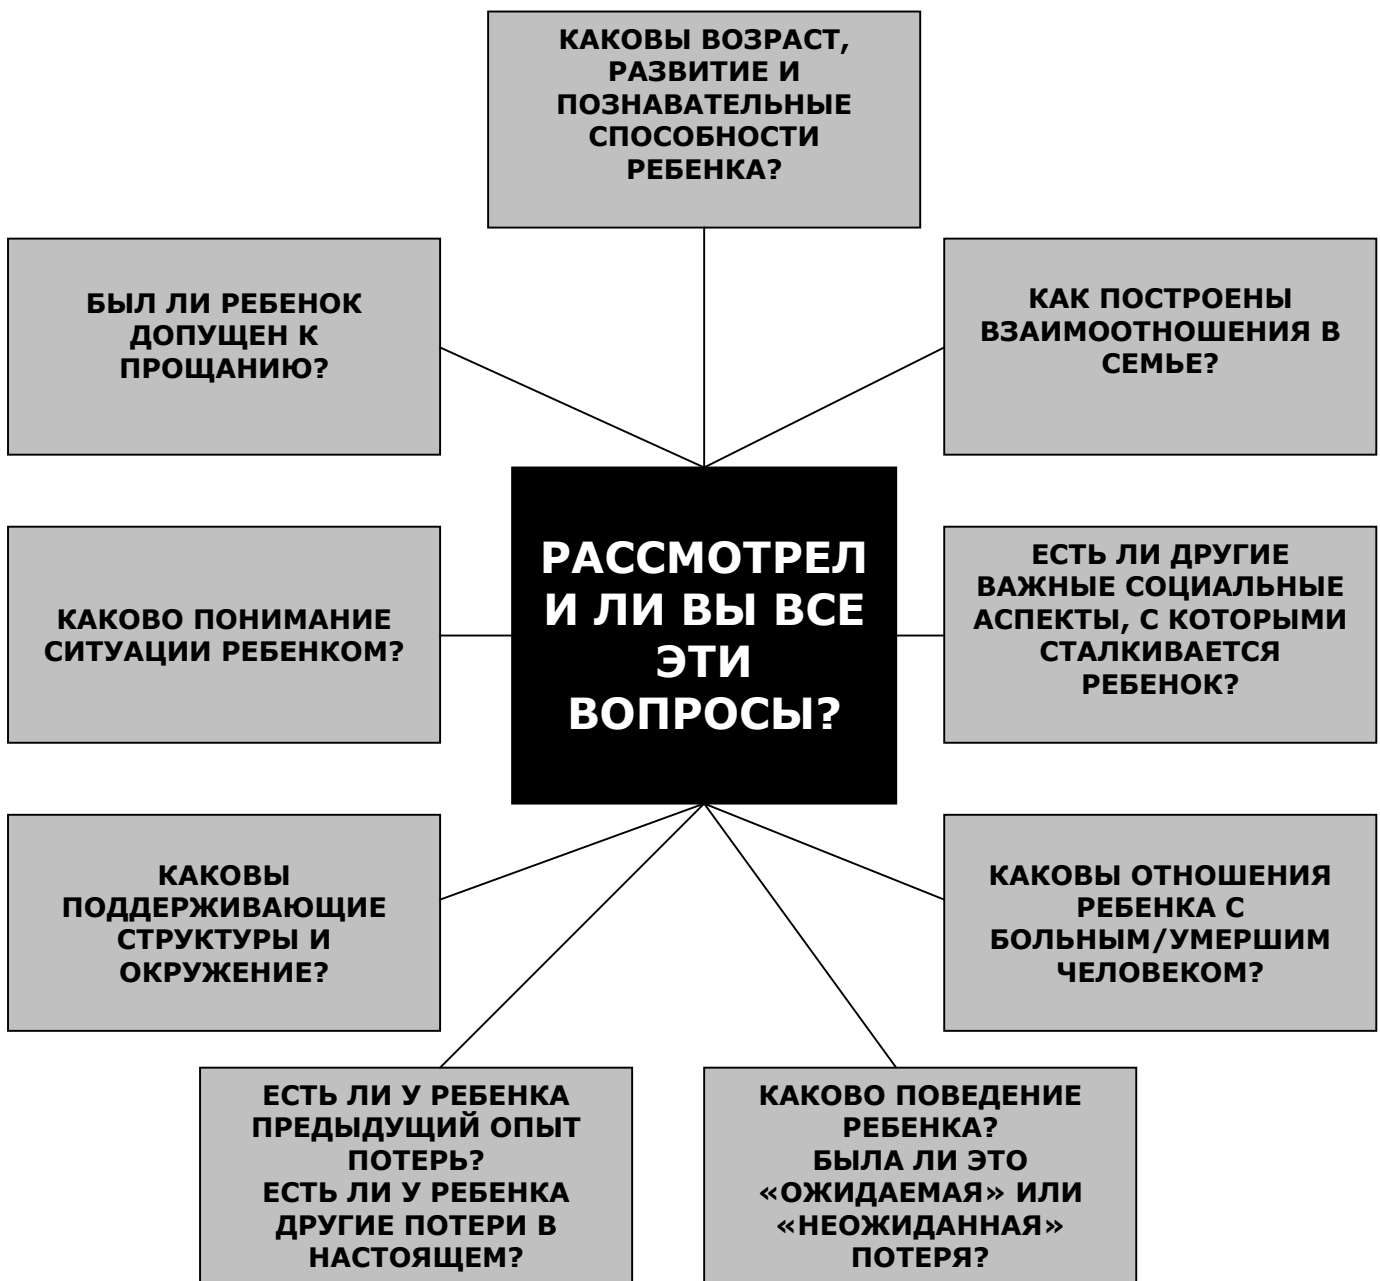 КАКОВЫ ВОЗРАСТ,
РАЗВИТИЕ И
ПОЗНАВАТЕЛЬНЫЕ
СПОСОБНОСТИ
РЕБЕНКА?
БЫЛ ЛИ РЕБЕНОК
ДОПУЩЕН К
ПРОЩАНИЮ?
КАК ПОСТРОЕНЫ
ВЗАИМООТНОШЕНИЯ В
СЕМЬЕ?
КАКОВО ПОНИМАНИЕ
СИТУАЦИИ РЕБЕНКОМ?
РАССМОТРЕЛ
И ЛИ ВЫ ВСЕ
ЭТИ
ВОПРОСЫ?
ЕСТЬ ЛИ ДРУГИЕ
ВАЖНЫЕ СОЦИАЛЬНЫЕ
АСПЕКТЫ, С КОТОРЫМИ
СТАЛКИВАЕТСЯ
РЕБЕНОК?
КАКОВЫ
ПОДДЕРЖИВАЮЩИЕ
СТРУКТУРЫ И
ОКРУЖЕНИЕ?
КАКОВЫ ОТНОШЕНИЯ
РЕБЕНКА С
БОЛЬНЫМ/УМЕРШИМ
ЧЕЛОВЕКОМ?
ЕСТЬ ЛИ У РЕБЕНКА
ПРЕДЫДУЩИЙ ОПЫТ
ПОТЕРЬ?
ЕСТЬ ЛИ У РЕБЕНКА
ДРУГИЕ ПОТЕРИ В
НАСТОЯЩЕМ?
КАКОВО ПОВЕДЕНИЕ
РЕБЕНКА?
БЫЛА ЛИ ЭТО
«ОЖИДАЕМАЯ» ИЛИ
«НЕОЖИДАННАЯ»
ПОТЕРЯ?